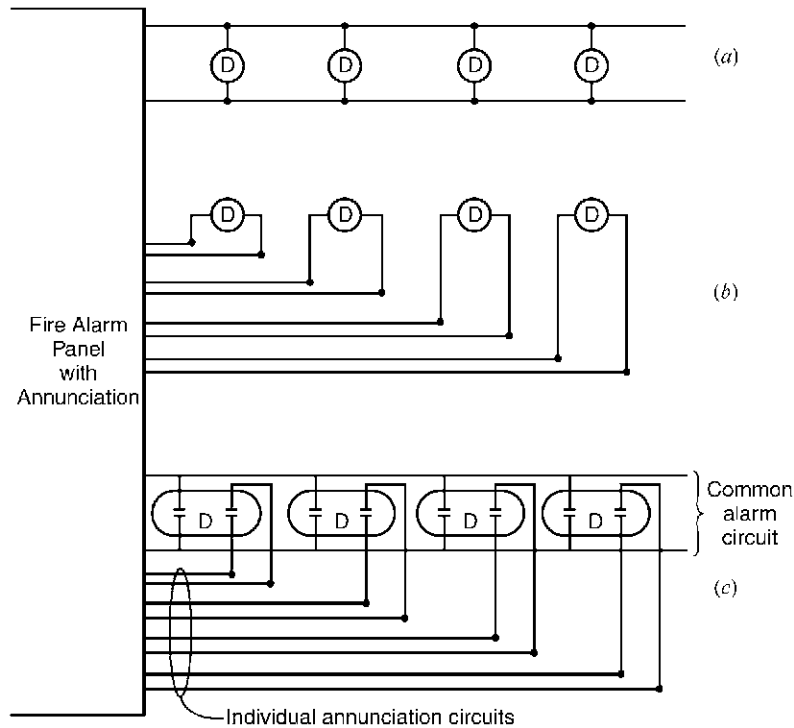 D D D D
(a)
D D D D
(b)
Fire Alarm
Panel
with
Annunciation
D D D D
Common
alarm
circuit
(c)
Individual annunciation circuits